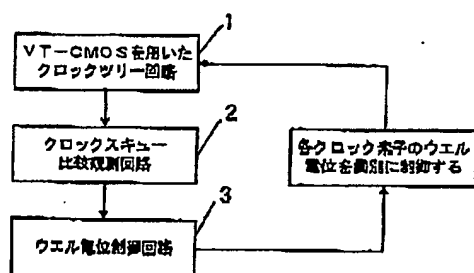 1
VT-CMOSを用いた
クロックツリー回路
2
クロックスキュー
比較観測回路
各クロック素子のウエル
電位を個別に制御する
3
ウエル電位制御回路